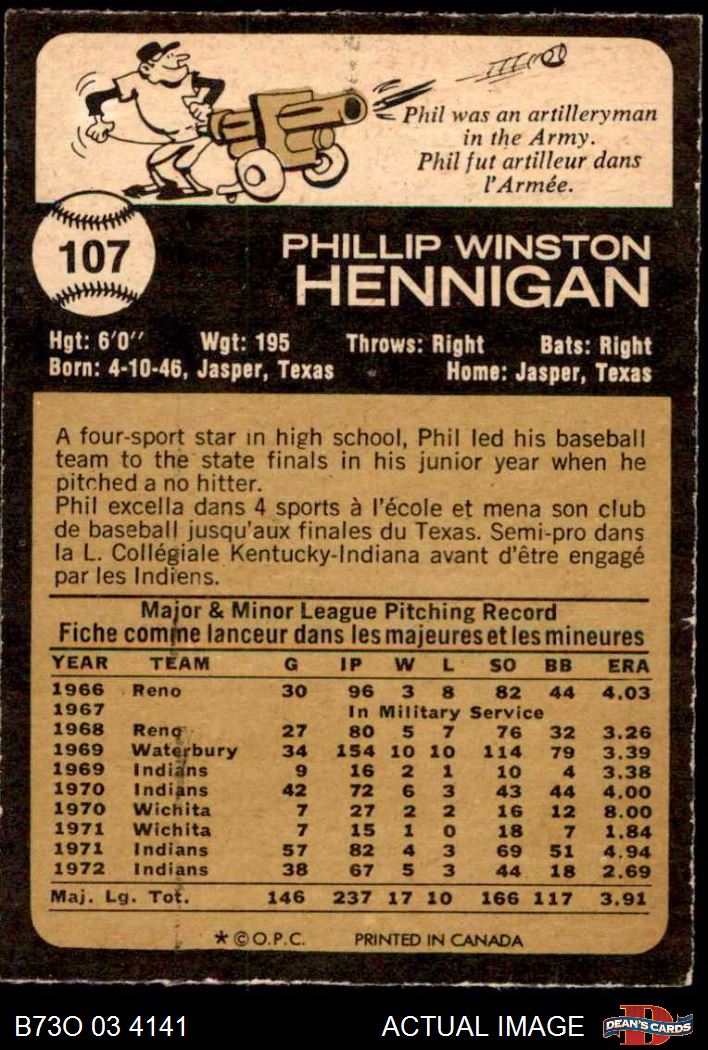 Phil was an artilleryman
in the Army.
Phil fut artilleur dans
l'Armée.
107
PHILLIP WINSTON
HENNIGAN
Hgt: 6'0" Wgt: 195 Throws: Right Bats: Right
Born: 4-10-46, Jasper, Texas Home: Jasper, Texas
A four-sport star in high school, Phil led his baseball
team to the state finals in his junior year when he
pitched a no hitter.
Phil excella dans 4 sports à l'école et mena son club
de baseball jusqu'aux finales du Texas. Semi-pro dans
la L. Collégiale Kentucky-Indiana avant d'être engagé
par les Indiens.
Major & Minor League Pitching Record
Fiche comme lanceur dans les majeures et les mineures
YEAR TEAM G IP W L SO BB ERA
1966 Reno 30 96 3 8 82 44 4.03
1967 In Military Service
1968 Reno 27 80 5 7 76 32 3.26
1969 Waterbury 34 154 10 10 114 79 3.39
1969 Indians 9 16 2 1 10 4 3.38
1970 Indians 42 72 6 3 43 44 4.00
1970 Wichita 7 27 2 2 16 12 8.00
1971 Wichita 7 15 1 0 18 7 1.84
1971 Indians 57 82 4 3 69 51 4.94
1972 Indians 38 67 5 3 44 18 2.69
Maj. Lg. Tot. 146 237 17 10 166 117 3.91
* © O.P.C. PRINTED IN CANADA
B73O 03 4141 ACTUAL IMAGE D DEAN'S CARDS